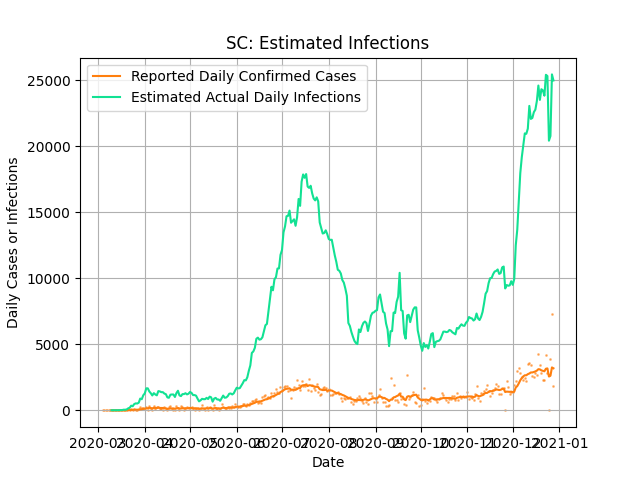 SC: Estimated Infections
Reported Daily Confirmed Cases
Estimated Actual Daily Infections
Daily Cases or Infections
25000
20000
15000
10000
5000
0
2020-03 2020-04 2020-05 2020-06 2020-07 2020-08 2020-09 2020-10 2020-11 2020-12 2021-01
Date